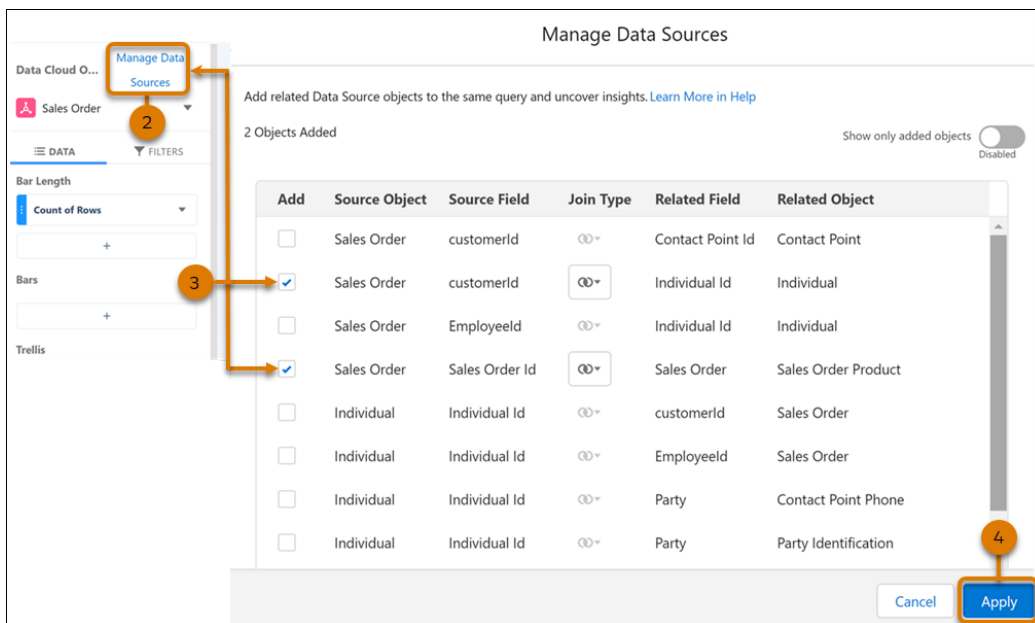 Manage Data Sources
Data Cloud O...
Manage Data
Sources
Sales Order
2
DATA
FILTERS
Bar Length
Count of Rows
+
Bars
+
Trellis
3
Add related Data Source objects to the same query and uncover insights. Learn More in Help
2 Objects Added
Show only added objects
Disabled
Add Source Object Source Field Join Type Related Field Related Object
Sales Order customerId Contact Point Id Contact Point
Sales Order customerId Individual Id Individual
Sales Order EmployeeId Individual Id Individual
Sales Order Sales Order Id Sales Order Sales Order Product
Individual Individual Id customerId Sales Order
Individual Individual Id EmployeeId Sales Order
Individual Individual Id Party Contact Point Phone
Individual Individual Id Party Party Identification
4
Cancel Apply